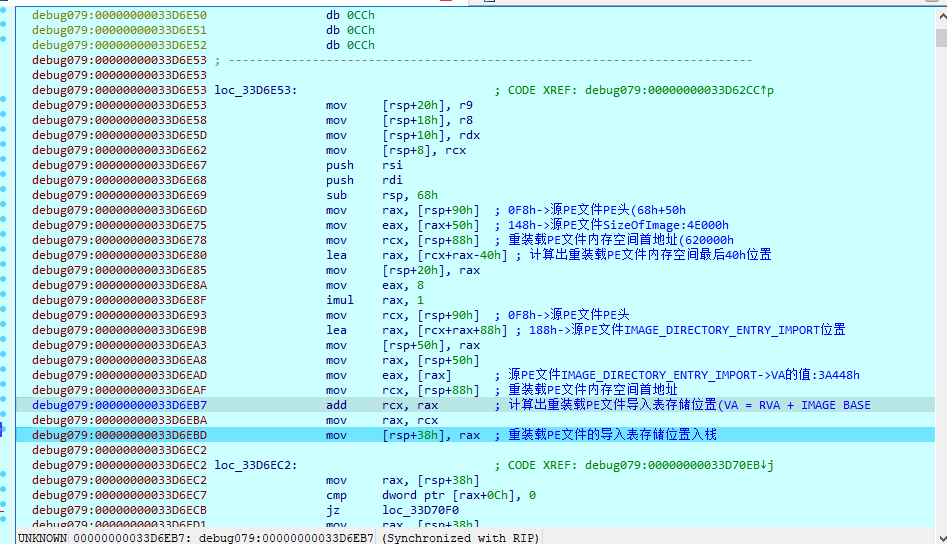 debug079:00000000033D6E50 db 0CCh
debug079:00000000033D6E51 db 0CCh
debug079:00000000033D6E52 db 0CCh
debug079:00000000033D6E53 ; ---------------------------------------------------------------------------
debug079:00000000033D6E53
debug079:00000000033D6E53 loc_33D6E53: ; CODE XREF: debug079:00000000033D62CC↑p
debug079:00000000033D6E53 mov [rsp+20h], r9
debug079:00000000033D6E58 mov [rsp+18h], r8
debug079:00000000033D6E5D mov [rsp+10h], rdx
debug079:00000000033D6E62 mov [rsp+8], rcx
debug079:00000000033D6E67 push rsi
debug079:00000000033D6E68 push rdi
debug079:00000000033D6E69 sub rsp, 68h
debug079:00000000033D6E6D mov rax, [rsp+90h] ; 0F8h->源PE文件PE头(68h+50h
debug079:00000000033D6E75 mov eax, [rax+50h] ; 148h->源PE文件SizeOfImage:4E000h
debug079:00000000033D6E78 mov rcx, [rsp+88h] ; 重装载PE文件内存空间首地址(620000h
debug079:00000000033D6E80 lea rax, [rcx+rax-40h] ; 计算出重装载PE文件内存空间最后40h位置
debug079:00000000033D6E85 mov [rsp+20h], rax
debug079:00000000033D6E8A mov eax, 8
debug079:00000000033D6E8F imul rax, 1
debug079:00000000033D6E93 mov rcx, [rsp+90h] ; 0F8h->源PE文件PE头
debug079:00000000033D6E9B lea rax, [rcx+rax+88h] ; 188h->源PE文件IMAGE_DIRECTORY_ENTRY_IMPORT位置
debug079:00000000033D6EA3 mov [rsp+50h], rax
debug079:00000000033D6EA8 mov rax, [rsp+50h]
debug079:00000000033D6EAD mov eax, [rax] ; 源PE文件IMAGE_DIRECTORY_ENTRY_IMPORT->VA的值:3A448h
debug079:00000000033D6EAF mov rcx, [rsp+88h] ; 重装载PE文件内存空间首地址
debug079:00000000033D6EB7 add rcx, rax ; 计算出重装载PE文件导入表存储位置(VA = RVA + IMAGE BASE
debug079:00000000033D6EBA mov rax, rcx
debug079:00000000033D6EBD mov [rsp+38h], rax ; 重装载PE文件的导入表存储位置入栈
debug079:00000000033D6EC2
debug079:00000000033D6EC2 loc_33D6EC2: ; CODE XREF: debug079:00000000033D70EB↓j
debug079:00000000033D6EC2 mov rax, [rsp+38h]
debug079:00000000033D6EC7 cmp dword ptr [rax+0Ch], 0
debug079:00000000033D6ECB jz loc_33D70F0
debug079:00000000033D6ED1 mov rax, [rsp+38h]
UNKNOWN 00000000033D6EB7: debug079:00000000033D6EB7 (Synchronized with RIP)